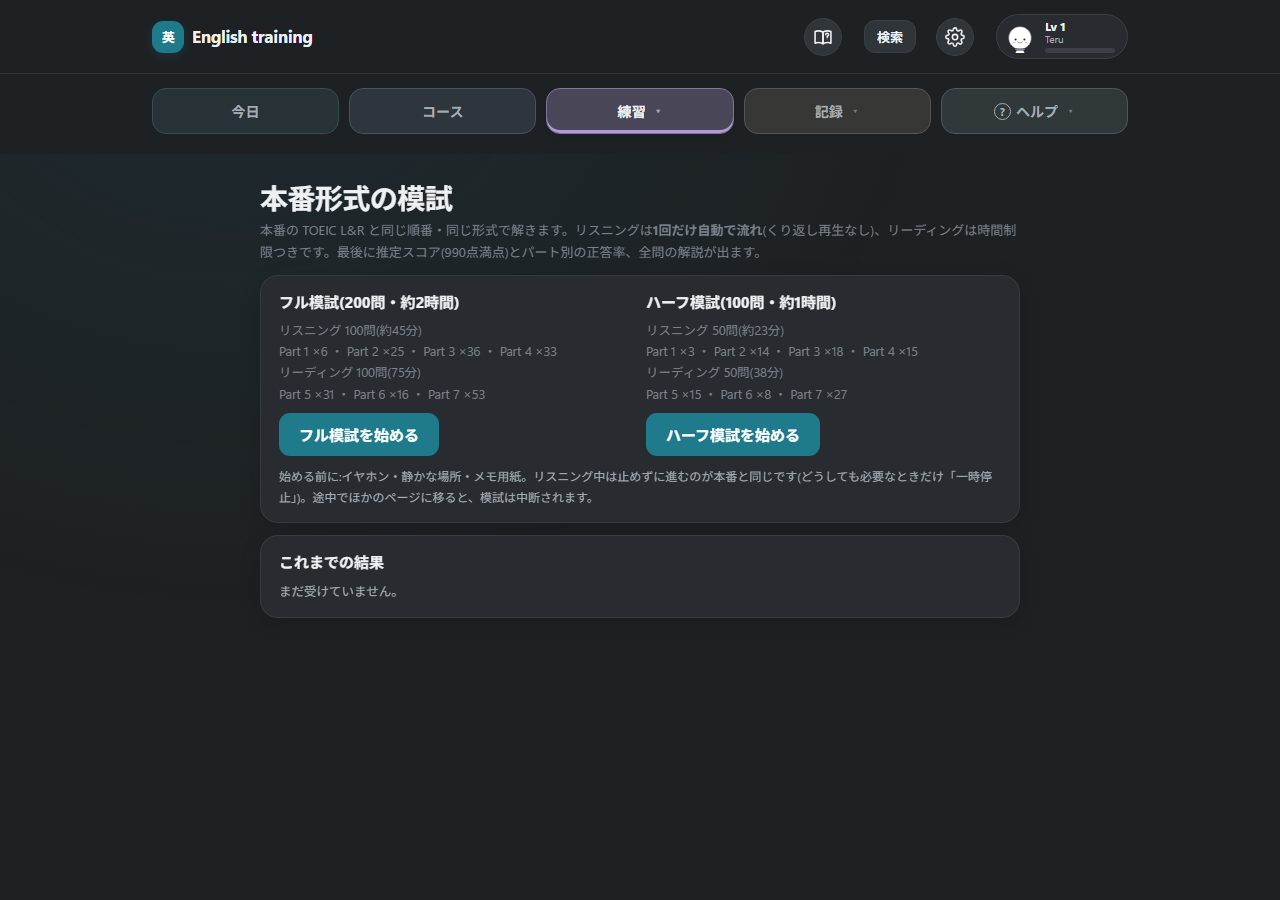 英 English training
検索
Lv 1
Teru
今日
コース
練習
記録
? ヘルプ
本番形式の模試
本番の TOEIC L&R と同じ順番・同じ形式で解きます。リスニングは1回だけ自動で流れ(くり返し再生なし)、リーディングは時間制
限つきです。最後に推定スコア(990点満点)とパート別の正答率、全問の解説が出ます。
フル模試(200問・約2時間)
リスニング 100問(約45分)
Part 1 ×6 ・ Part 2 ×25 ・ Part 3 ×36 ・ Part 4 ×33
リーディング 100問(75分)
Part 5 ×31 ・ Part 6 ×16 ・ Part 7 ×53
フル模試を始める
ハーフ模試(100問・約1時間)
リスニング 50問(約23分)
Part 1 ×3 ・ Part 2 ×14 ・ Part 3 ×18 ・ Part 4 ×15
リーディング 50問(38分)
Part 5 ×15 ・ Part 6 ×8 ・ Part 7 ×27
ハーフ模試を始める
始める前に:イヤホン・静かな場所・メモ用紙。リスニング中は止めずに進むのが本番と同じです(どうしても必要なときだけ「一時停
止」)。途中でほかのページに移ると、模試は中断されます。
これまでの結果
まだ受けていません。